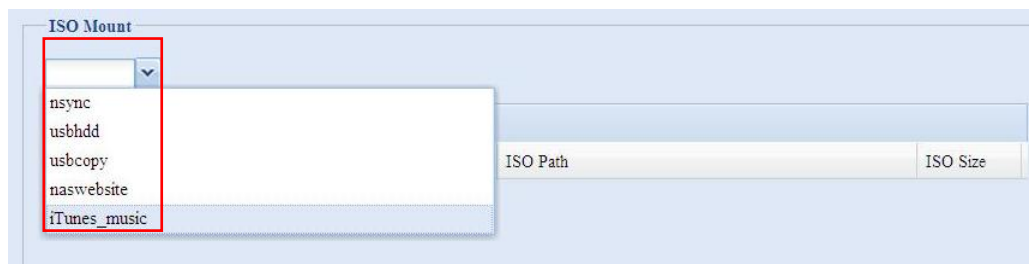 ISO Mount
nsync
usbhdd
usbcopy
ISO Path ISO Size
naswebsite
iTunes_music